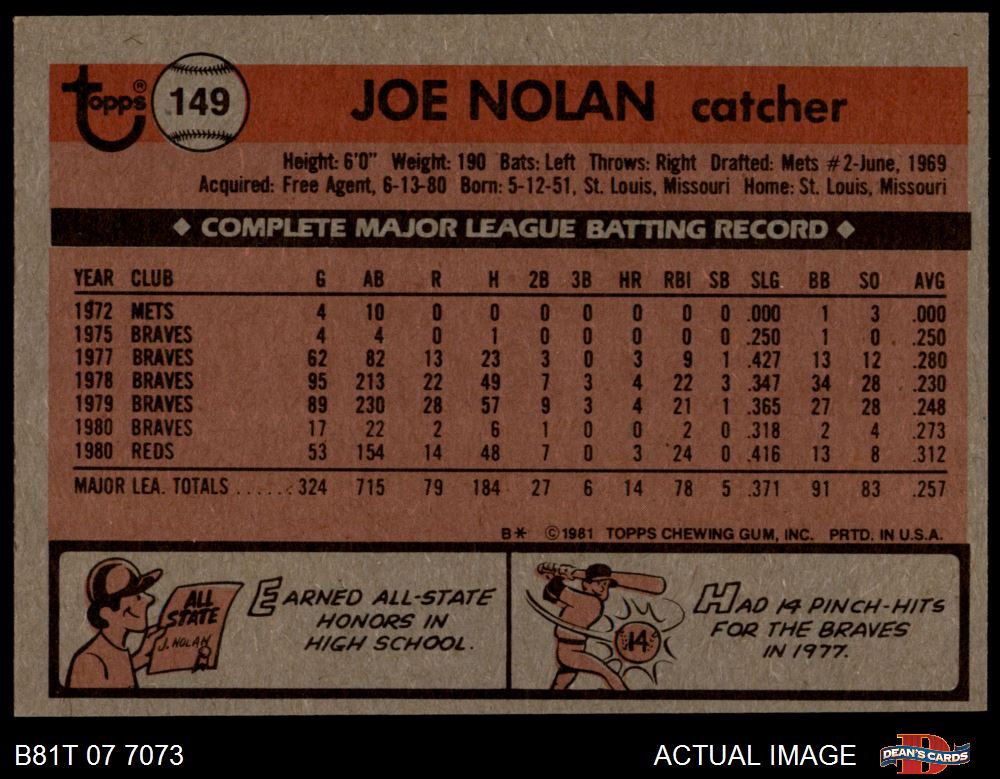 topps® 149 JOE NOLAN catcher
Height: 6'0" Weight: 190 Bats: Left Throws: Right Drafted: Mets #2-June, 1969
Acquired: Free Agent, 6-13-80 Born: 5-12-51, St. Louis, Missouri Home: St. Louis, Missouri
◆ COMPLETE MAJOR LEAGUE BATTING RECORD ◆
YEAR CLUB G AB R H 2B 3B HR RBI SB SLG. BB SO AVG
1972 METS 4 10 0 0 0 0 0 0 0 .000 1 3 .000
1975 BRAVES 4 4 0 1 0 0 0 0 0 .250 1 0 .250
1977 BRAVES 62 82 13 23 3 0 3 9 1 .427 13 12 .280
1978 BRAVES 95 213 22 49 7 3 4 22 3 .347 34 28 .230
1979 BRAVES 89 230 28 57 9 3 4 21 1 .365 27 28 .248
1980 BRAVES 17 22 2 6 1 0 0 2 0 .318 2 4 .273
1980 REDS 53 154 14 48 7 0 3 24 0 .416 13 8 .312
MAJOR LEA. TOTALS ...... 324 715 79 184 27 6 14 78 5 .371 91 83 .257
B* ©1981 TOPPS CHEWING GUM, INC. PRTD. IN U.S.A.
ALL
STATE
J. NOLAN
EARNED ALL-STATE
HONORS IN
HIGH SCHOOL.
14
HAD 14 PINCH-HITS
FOR THE BRAVES
IN 1977.
B81T 07 7073 ACTUAL IMAGE DEAN'S CARDS